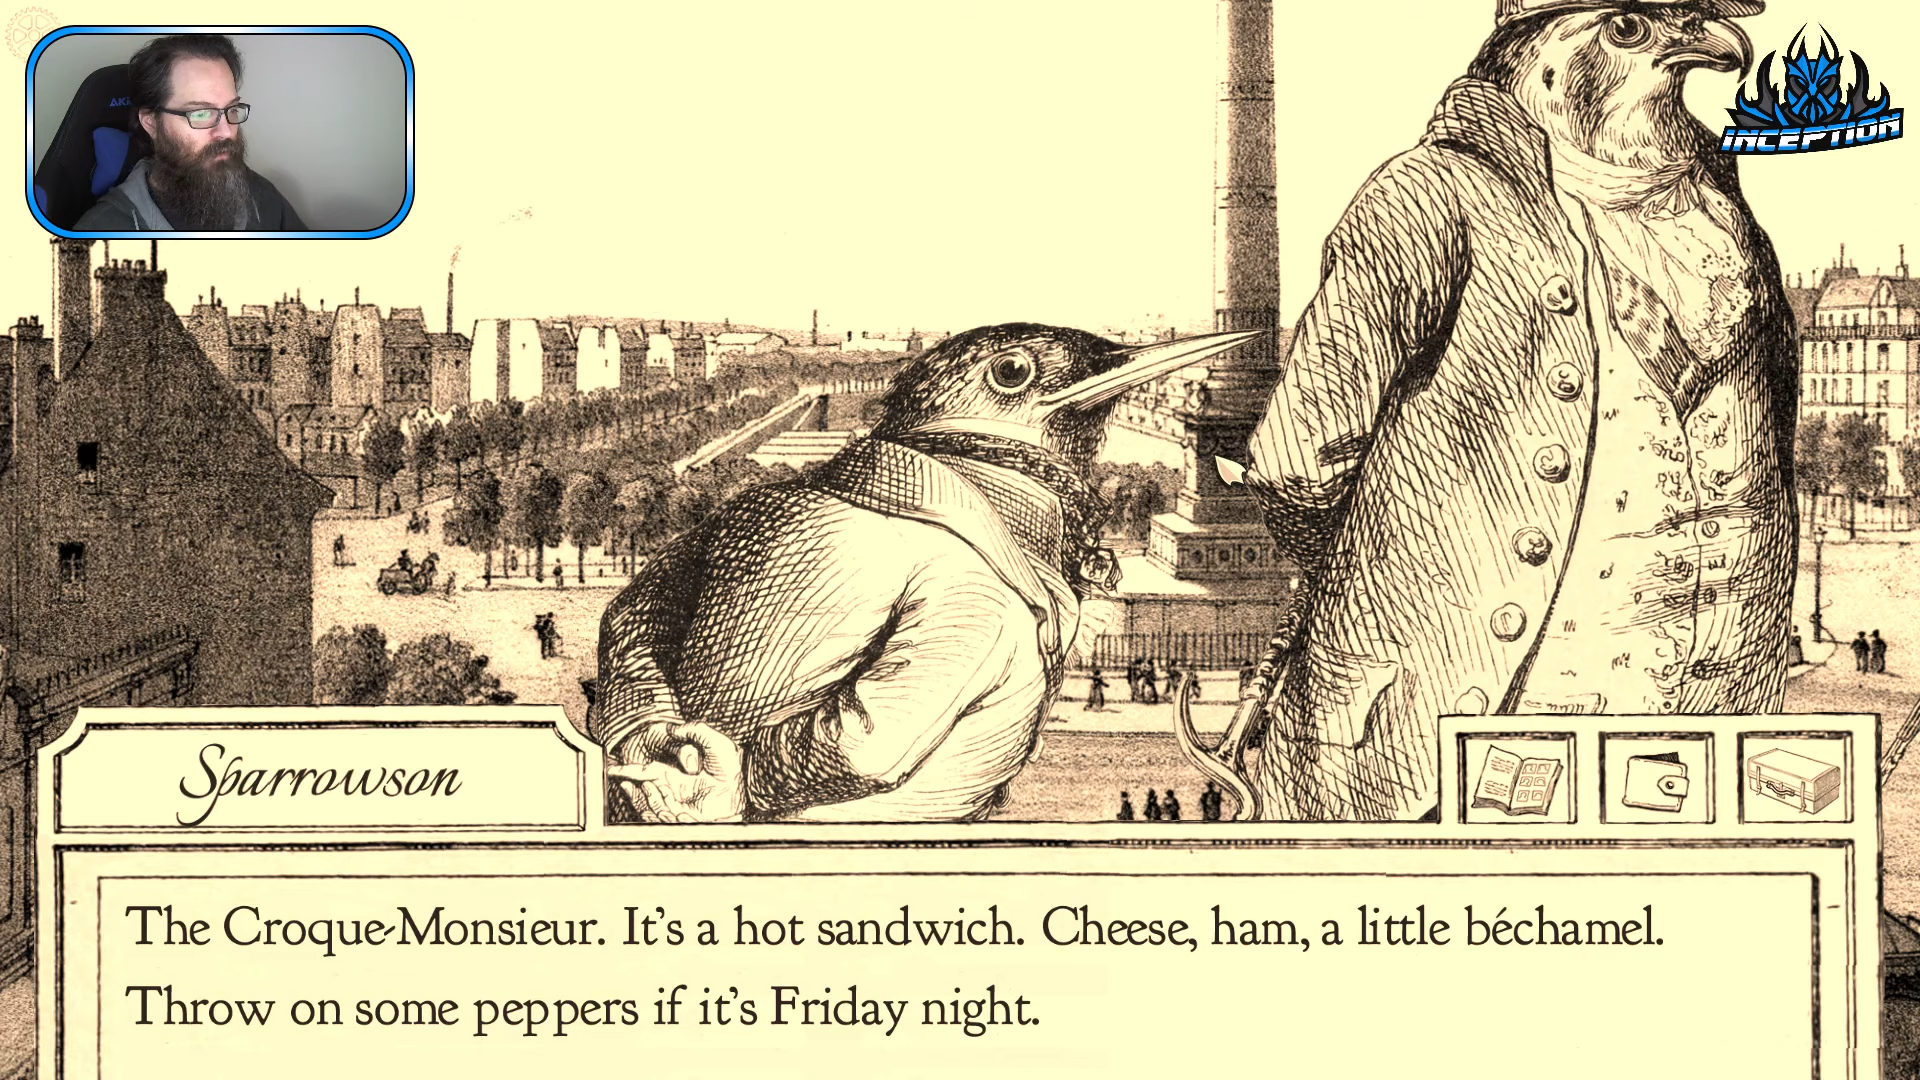 AK
INCEPTION
Sparrowson
The Croque-Monsieur. It's a hot sandwich. Cheese, ham, a little béchamel.
Throw on some peppers if it's Friday night.